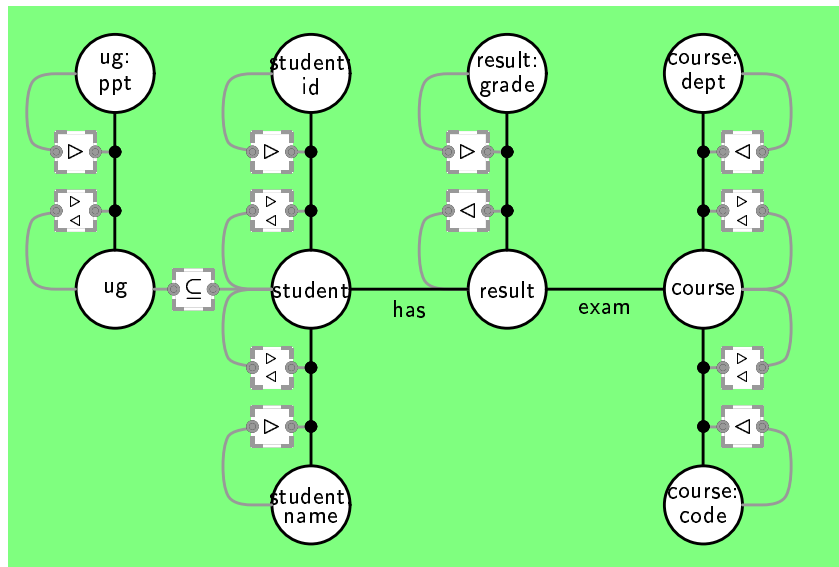 ug:
ppt
student:
id
result:
grade
course:
dept
ug
⊆
student
has
result
exam
course
student:
name
course:
code